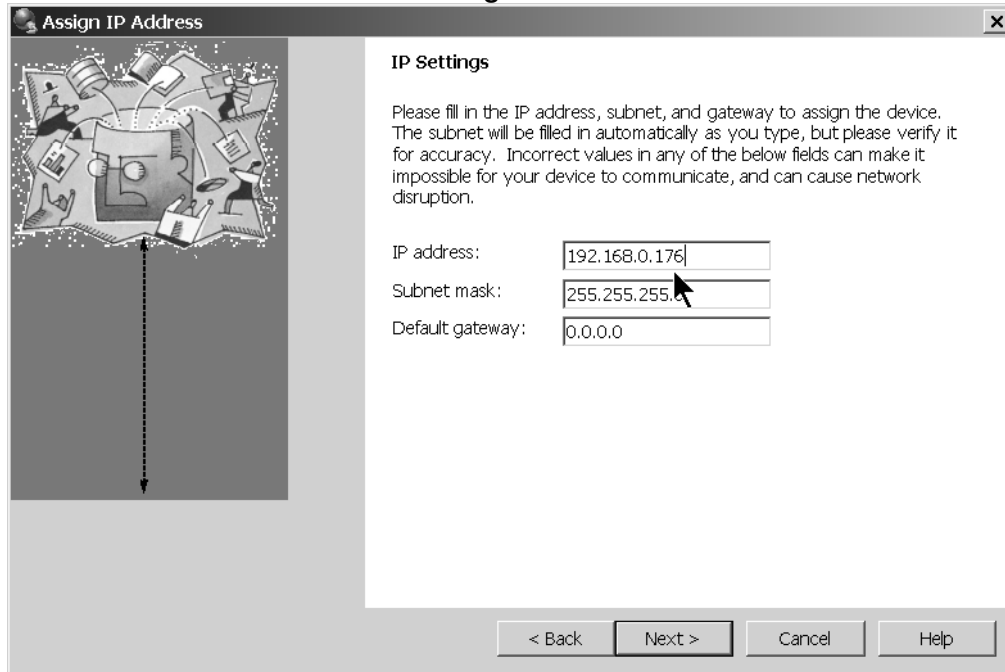 Assign IP Address
IP Settings
Please fill in the IP address, subnet, and gateway to assign the device.
The subnet will be filled in automatically as you type, but please verify it
for accuracy.  Incorrect values in any of the below fields can make it
impossible for your device to communicate, and can cause network
disruption.
IP address: 192.168.0.176
Subnet mask: 255.255.255.
Default gateway: 0.0.0.0
< Back Next > Cancel Help